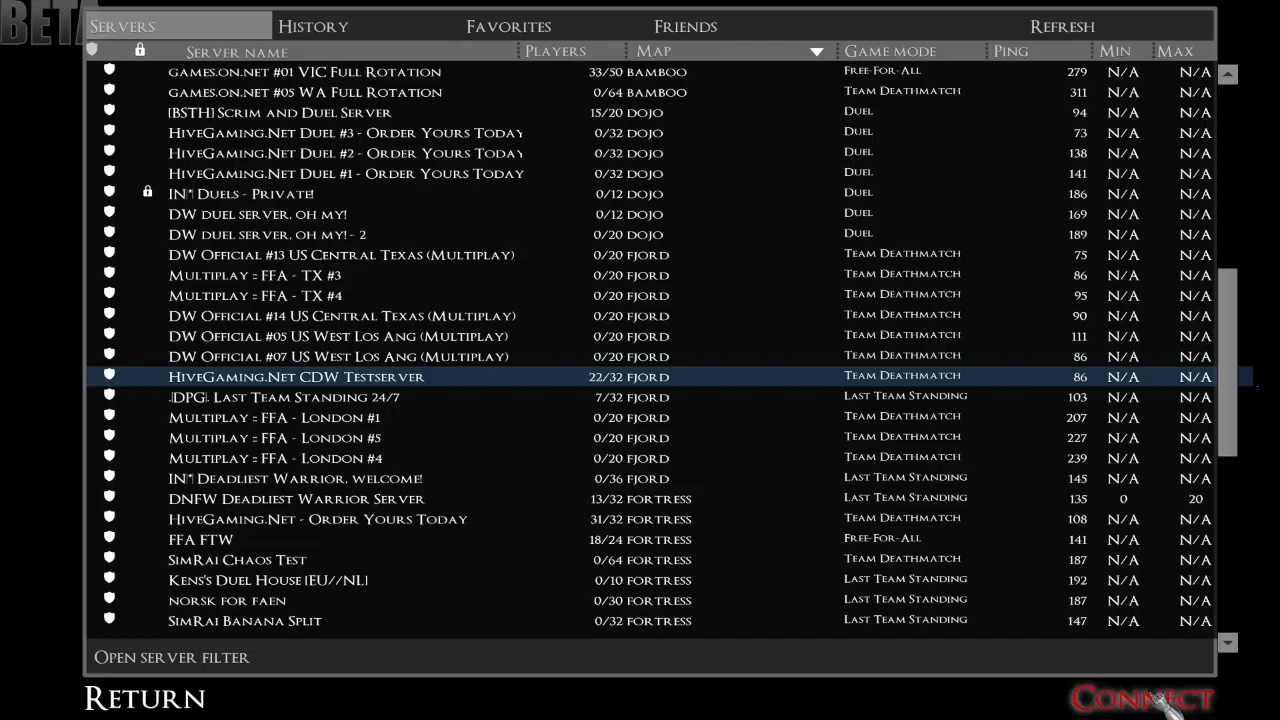 BETA
Servers History Favorites Friends Refresh
Server name Players Map Game mode Ping Min Max
games.on.net #01 VIC Full Rotation 33/50 bamboo Free-For-All 279 N/A N/A
games.on.net #05 WA Full Rotation 0/64 bamboo Team Deathmatch 311 N/A N/A
[BSTH] Scrim and Duel Server 15/20 dojo Duel 94 N/A N/A
HiveGaming.Net Duel #3 - Order Yours Today 0/32 dojo Duel 73 N/A N/A
HiveGaming.Net Duel #2 - Order Yours Today 0/32 dojo Duel 138 N/A N/A
HiveGaming.Net Duel #1 - Order Yours Today 0/32 dojo Duel 141 N/A N/A
IN|*| Duels - Private! 0/12 dojo Duel 186 N/A N/A
DW duel server, oh my! 0/12 dojo Duel 169 N/A N/A
DW duel server, oh my! - 2 0/20 dojo Duel 189 N/A N/A
DW Official #13 US Central Texas (Multiplay) 0/20 fjord Team Deathmatch 75 N/A N/A
Multiplay :: FFA - TX #3 0/20 fjord Team Deathmatch 86 N/A N/A
Multiplay :: FFA - TX #4 0/20 fjord Team Deathmatch 95 N/A N/A
DW Official #14 US Central Texas (Multiplay) 0/20 fjord Team Deathmatch 90 N/A N/A
DW Official #05 US West Los Ang (Multiplay) 0/20 fjord Team Deathmatch 111 N/A N/A
DW Official #07 US West Los Ang (Multiplay) 0/20 fjord Team Deathmatch 86 N/A N/A
HiveGaming.Net CDW Testserver 22/32 fjord Team Deathmatch 86 N/A N/A
.|DPG|. Last Team Standing 24/7 7/32 fjord Last Team Standing 103 N/A N/A
Multiplay :: FFA - London #1 0/20 fjord Team Deathmatch 207 N/A N/A
Multiplay :: FFA - London #5 0/20 fjord Team Deathmatch 227 N/A N/A
Multiplay :: FFA - London #4 0/20 fjord Team Deathmatch 239 N/A N/A
IN|*| Deadliest Warrior, welcome! 0/36 fjord Last Team Standing 145 N/A N/A
DNFW Deadliest Warrior Server 13/32 fortress Last Team Standing 135 0 20
HiveGaming.Net - Order Yours Today 31/32 fortress Team Deathmatch 108 N/A N/A
FFA FTW 18/24 fortress Free-For-All 141 N/A N/A
SimRai Chaos Test 0/64 fortress Team Deathmatch 187 N/A N/A
Kens's Duel House [EU//NL] 0/10 fortress Last Team Standing 192 N/A N/A
norsk for faen 0/30 fortress Last Team Standing 187 N/A N/A
SimRai Banana Split 0/32 fortress Last Team Standing 147 N/A N/A
Open server filter
Return Connect